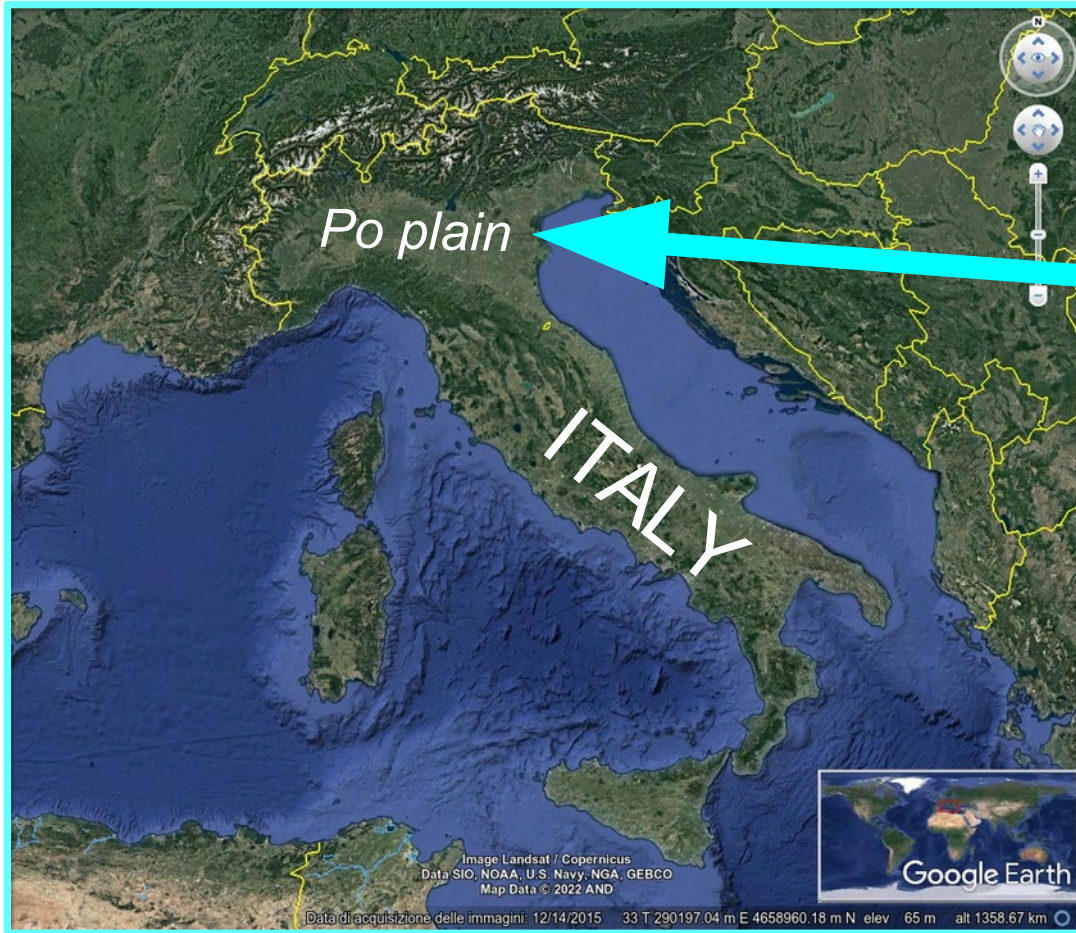 N
Po plain
ITALY
Image Landsat / Copernicus
Data SIO, NOAA, U.S. Navy, NGA, GEBCO
Map Data © 2022 AND
Google Earth
Data di acquisizione delle immagini: 12/14/2015 33 T 290197.04 m E 4658960.18 m N elev 65 m alt 1358.67 km